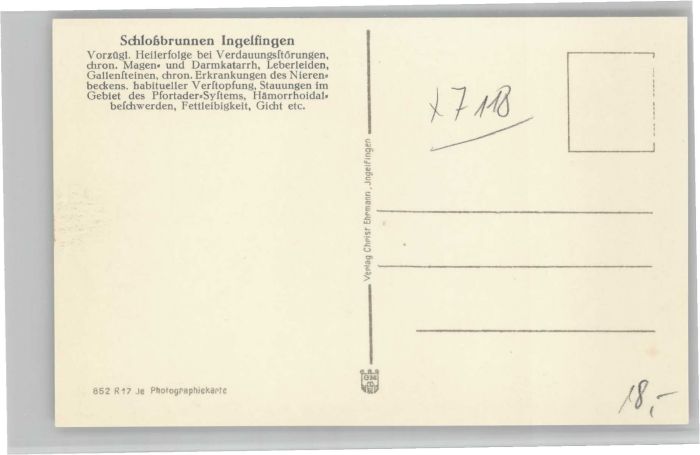 Schloßbrunnen Ingelfingen
Vorzügl. Heilerfolge bei Verdauungsstörungen,
chron. Magen- und Darmkatarrh, Leberleiden,
Gallensteinen, chron. Erkrankungen des Nieren-
beckens. habitueller Verstopfung, Stauungen im
Gebiet des Pfortader-Systems, Hämorrhoidal-
beschwerden, Fettleibigkeit, Gicht etc.
852 R17 Je Photographiekarte
Verlag Christ Ehemann, Ingelfingen
x7118
18,-